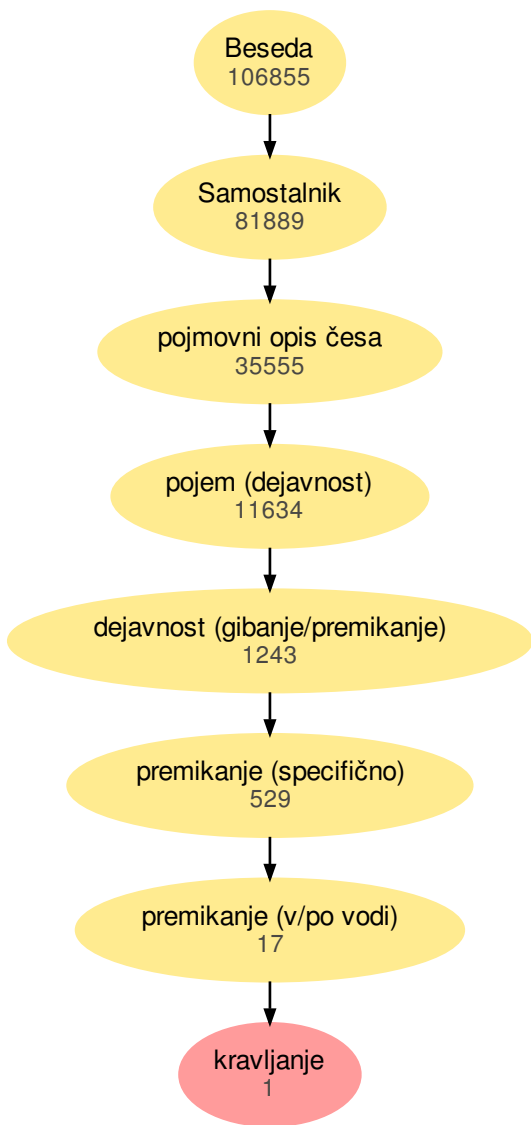 Beseda
106855
Samostalnik
81889
pojmovni opis česa
35555
pojem (dejavnost)
11634
dejavnost (gibanje/premikanje)
1243
premikanje (specifično)
529
premikanje (v/po vodi)
17
kravljanje
1